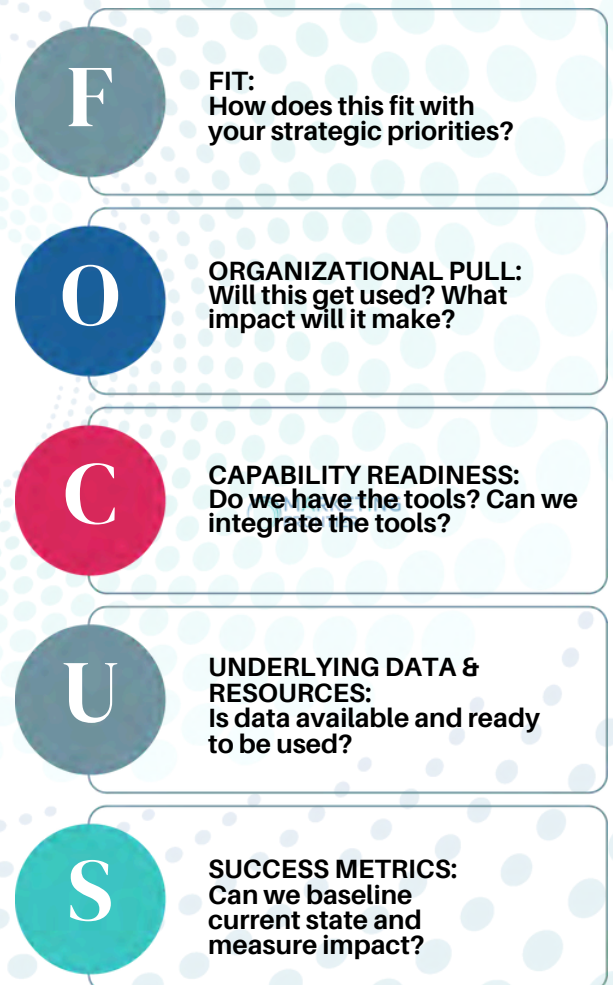 F
FIT:
How does this fit with
your strategic priorities?
O
ORGANIZATIONAL PULL:
Will this get used? What
impact will it make?
C
CAPABILITY READINESS:
Do we have the tools? Can we
integrate the tools?
MARKETING
U
UNDERLYING DATA &
RESOURCES:
Is data available and ready
to be used?
S
SUCCESS METRICS:
Can we baseline
current state and
measure impact?